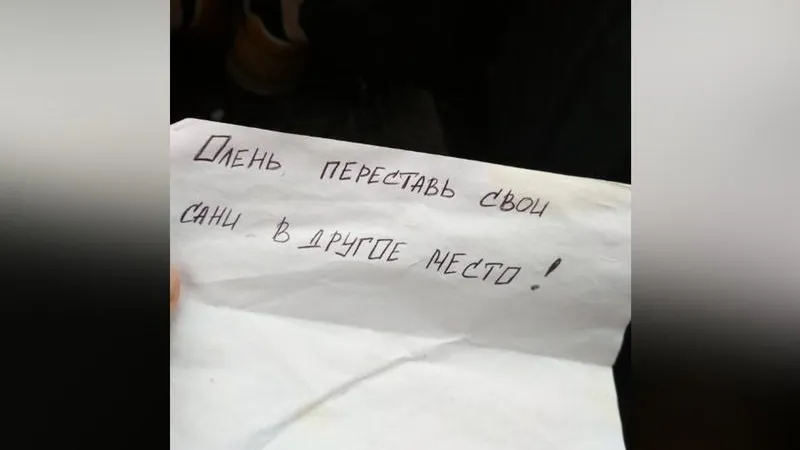 Олень, переставь свои
сани в другое место!